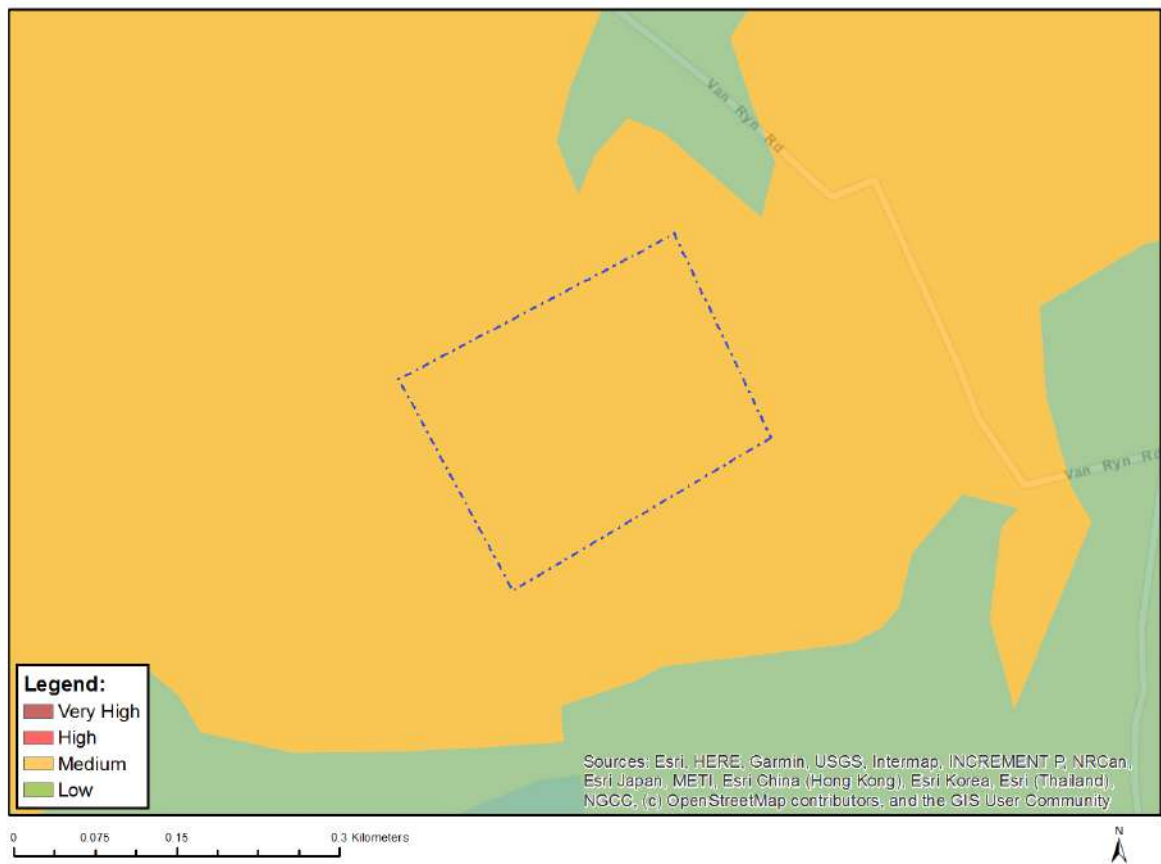 Van Ryn Rd
Van Ryn Rd
Legend:
Very High
High
Medium
Low
Sources: Esri, HERE, Garmin, USGS, Intermap, INCREMENT P, NRCan,
Esri Japan, METI, Esri China (Hong Kong), Esri Korea, Esri (Thailand),
NGCC, (c) OpenStreetMap contributors, and the GIS User Community
0 0.075 0.15 0.3 Kilometers
N